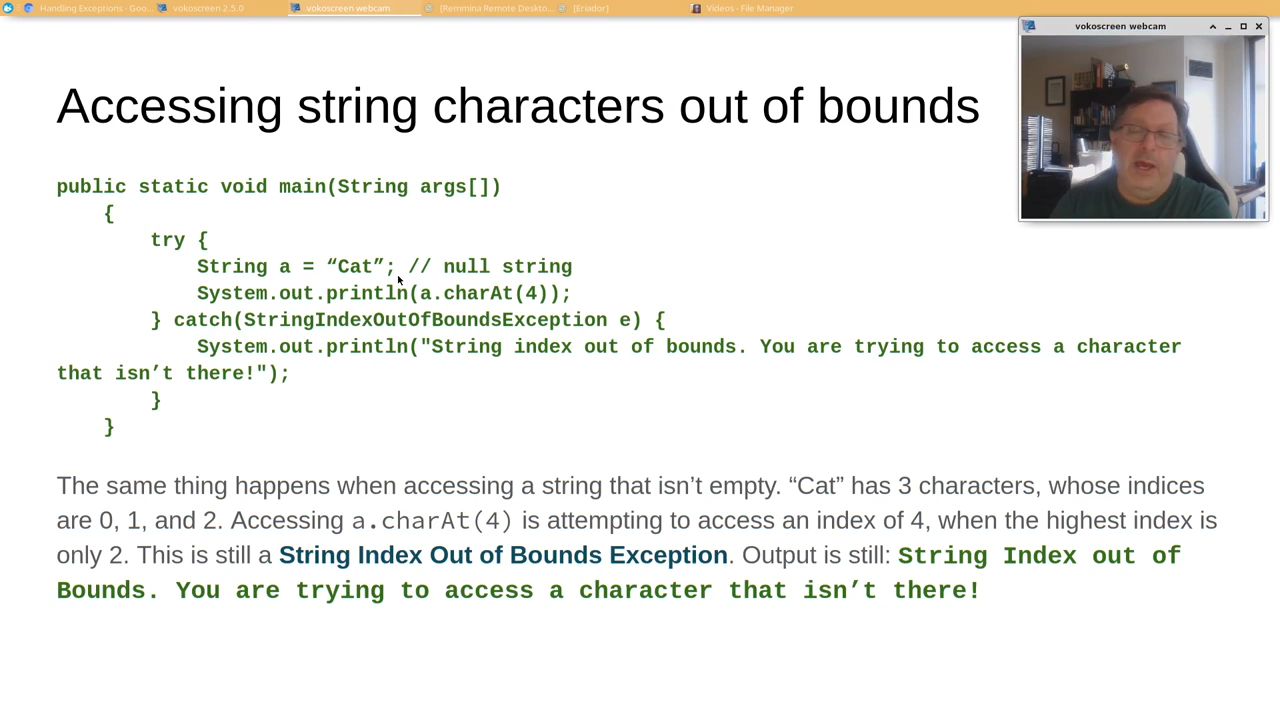 Handling Exceptions - Goo...
vokoscreen 2.5.0
vokoscreen webcam
[Remmina Remote Deskto...
[Eriador]
Videos - File Manager
vokoscreen webcam
Accessing string characters out of bounds
public static void main(String args[])
{
try {
String a = “Cat”; // null string
System.out.println(a.charAt(4));
} catch(StringIndexOutOfBoundsException e) {
System.out.println("String index out of bounds. You are trying to access a character
that isn’t there!");
}
}
The same thing happens when accessing a string that isn’t empty. “Cat” has 3 characters, whose indices
are 0, 1, and 2. Accessing a.charAt(4) is attempting to access an index of 4, when the highest index is
only 2. This is still a String Index Out of Bounds Exception. Output is still: String Index out of
Bounds. You are trying to access a character that isn’t there!